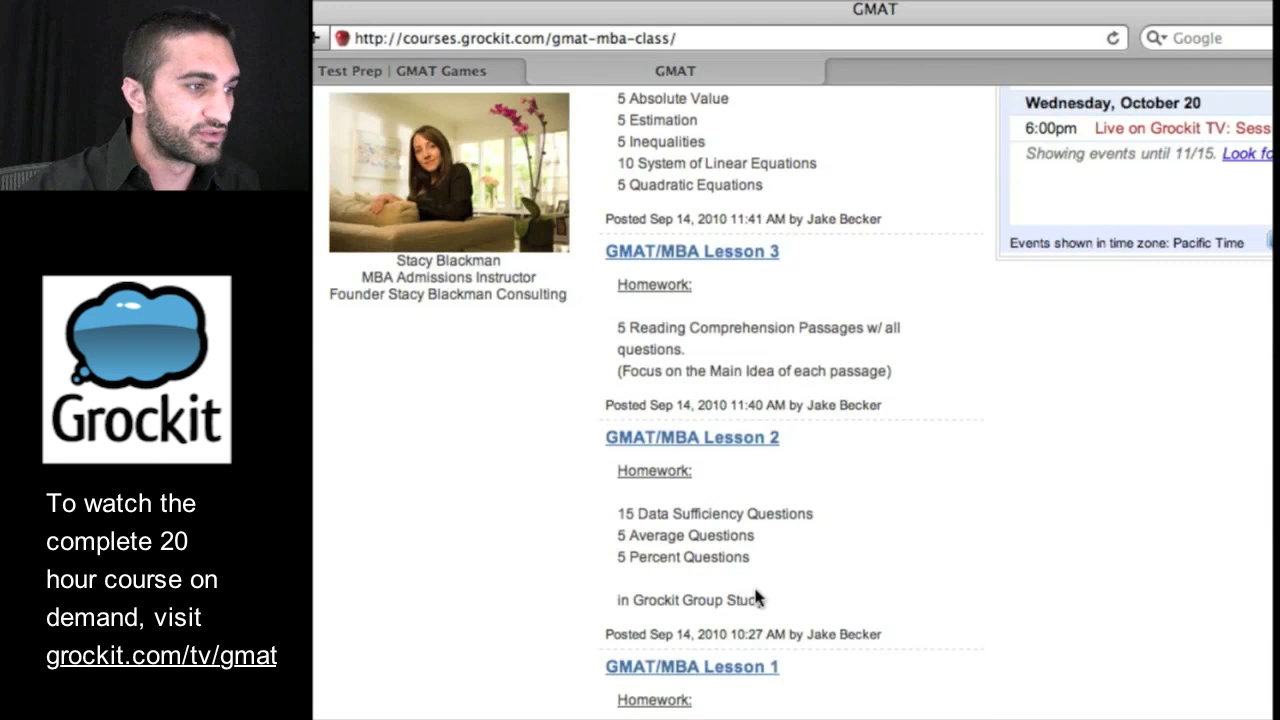 GMAT
http://courses.grockit.com/gmat-mba-class/
Google
Test Prep | GMAT Games
GMAT
5 Absolute Value
5 Estimation
5 Inequalities
10 System of Linear Equations
5 Quadratic Equations
Posted Sep 14, 2010 11:41 AM by Jake Becker
GMAT/MBA Lesson 3
Homework:
5 Reading Comprehension Passages w/ all
questions.
(Focus on the Main Idea of each passage)
Posted Sep 14, 2010 11:40 AM by Jake Becker
GMAT/MBA Lesson 2
Homework:
15 Data Sufficiency Questions
5 Average Questions
5 Percent Questions
in Grockit Group
Posted Sep 14, 2010 10:27 AM by Jake Becker
GMAT/MBA Lesson 1
Homework:
Stacy Blackman
MBA Admissions Instructor
Founder Stacy Blackman Consulting
Wednesday, October 20
6:00pm Live on Grockit TV: Sess
Showing events until 11/15. Look fo
Events shown in time zone: Pacific Time
Grockit
To watch the
complete 20
hour course on
demand, visit
grockit.com/tv/gmat